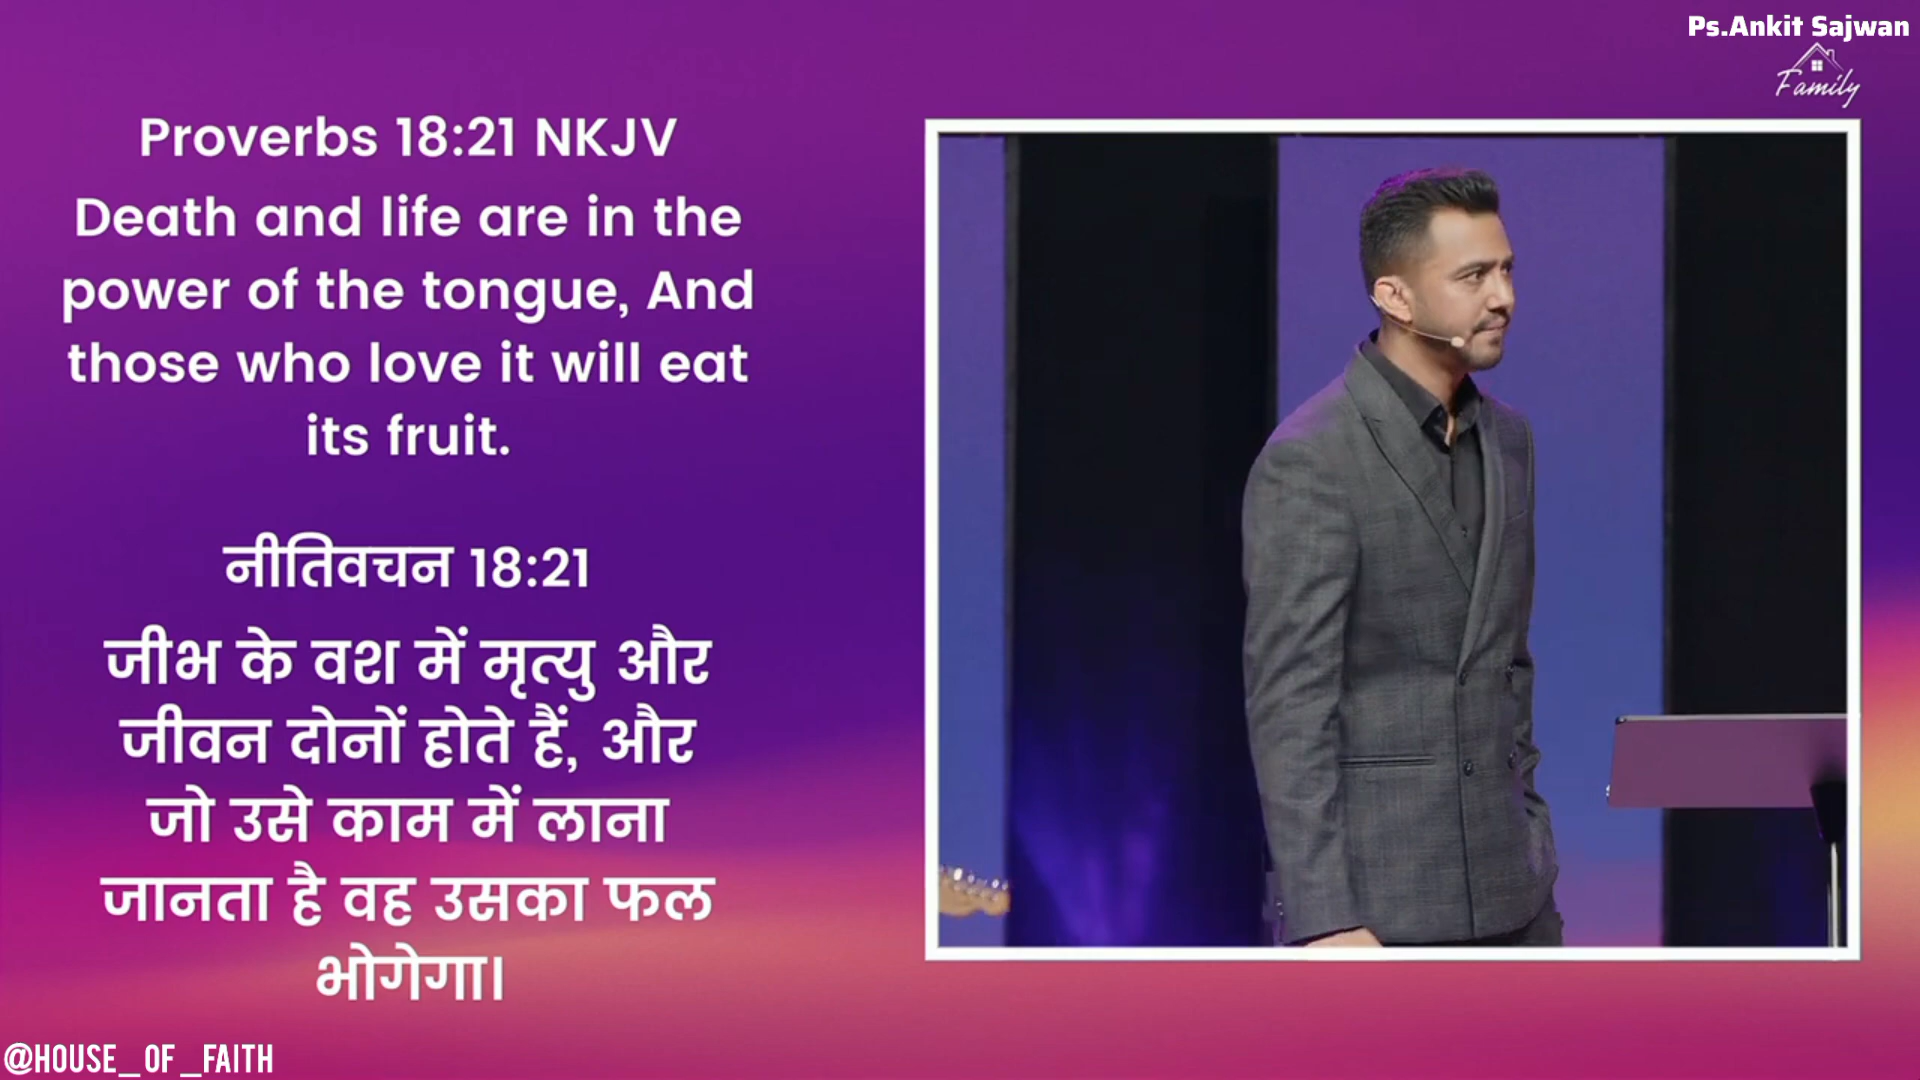 Ps.Ankit Sajwan
Family
Proverbs 18:21 NKJV
Death and life are in the
power of the tongue, And
those who love it will eat
its fruit.
नीतिवचन 18:21
जीभ के वश में मृत्यु और
जीवन दोनों होते हैं, और
जो उसे काम में लाना
जानता है वह उसका फल
भोगेगा।
@HOUSE_OF_FAITH